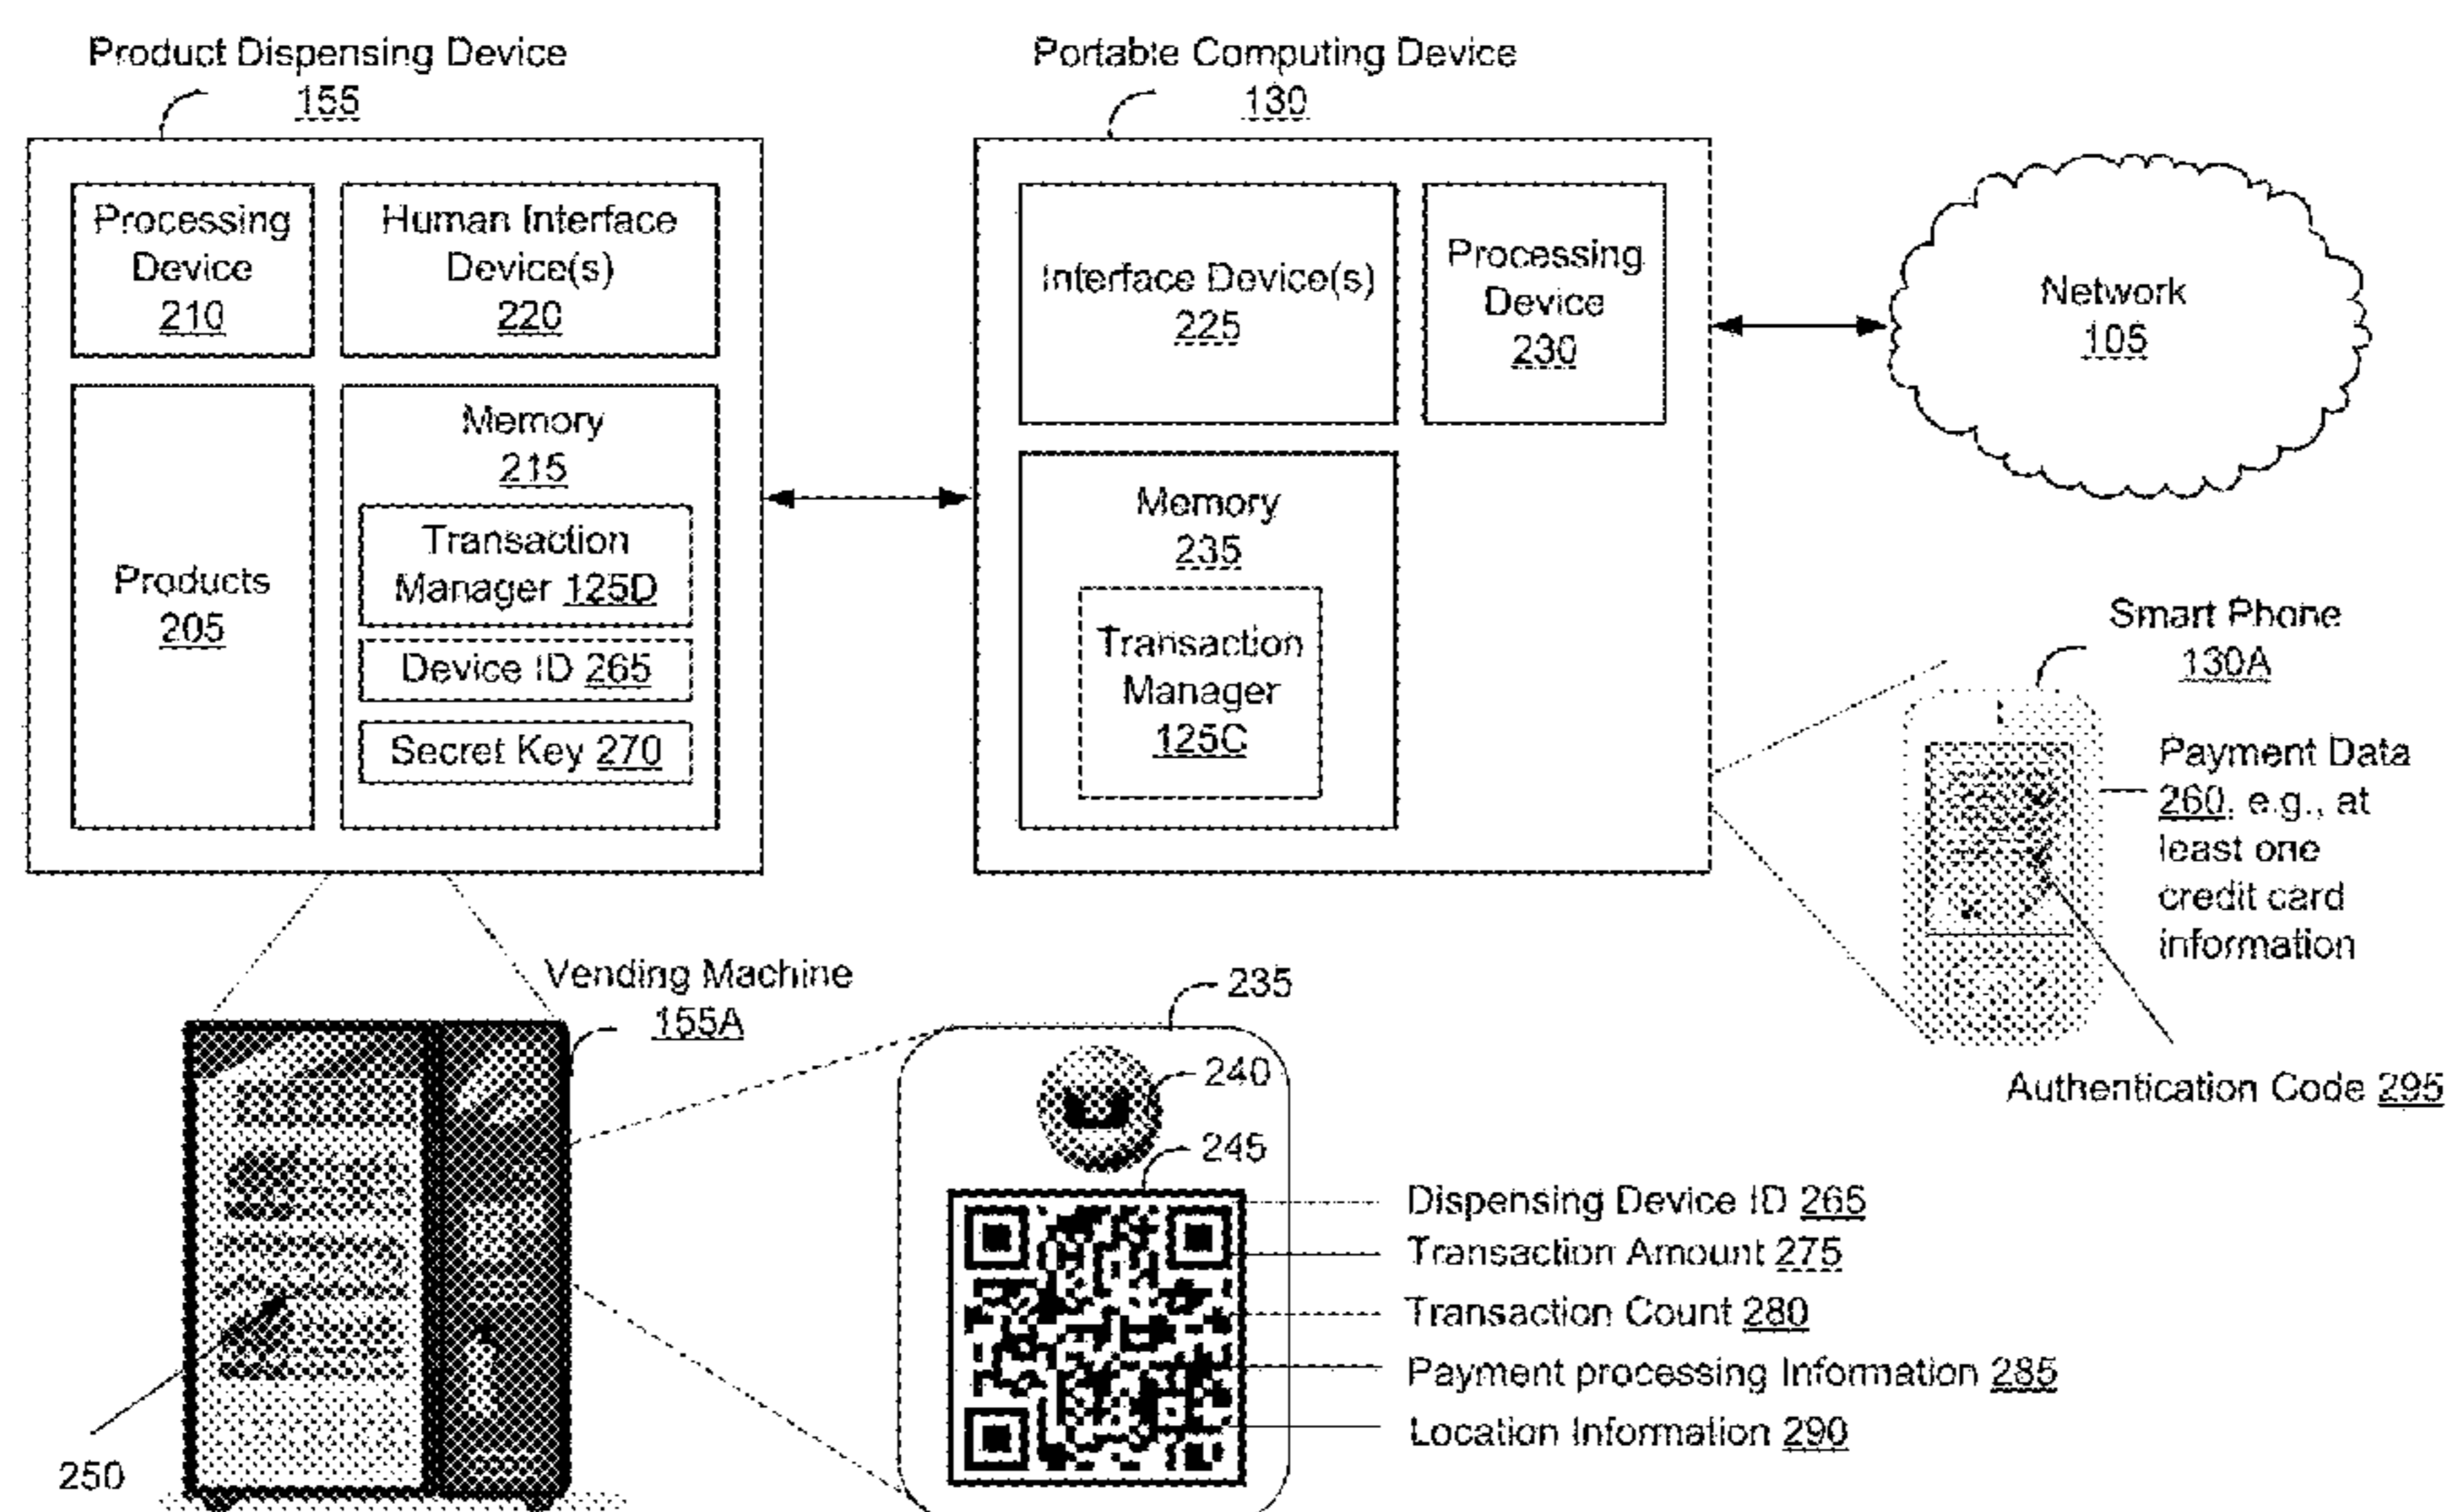 Product Dispensing Device
155
Portable Computing Device
130
Processing
Device
210
Human Interface
Device(s)
220
Products
205
Memory
215
Transaction
Manager 125D
Device ID 265
Secret Key 270
Interface Device(s)
225
Processing
Device
230
Memory
235
Transaction
Manager
125C
Network
105
Smart Phone
130A
Payment Data
260, e.g., at
least one
credit card
information
Authentication Code 295
Vending Machine
155A
250
235
240
245
Dispensing Device ID 265
Transaction Amount 275
Transaction Count 280
Payment processing Information 285
Location Information 290